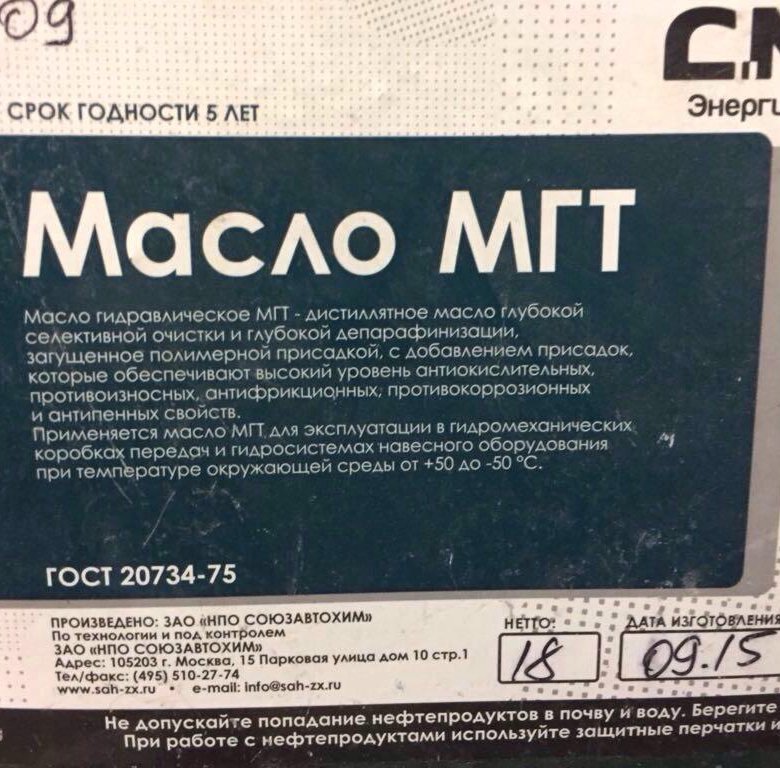 09
СРОК ГОДНОСТИ 5 ЛЕТ
Масло МГТ
Масло гидравлическое МГТ - дистиллятное масло глубокой
селективной очистки и глубокой депарафинизации,
загущенное полимерной присадкой, с добавлением присадок,
которые обеспечивают высокий уровень антиокислительных,
противоизносных, антифрикционных, противокоррозионных
и антипенных свойств.
Применяется масло МГТ для эксплуатации в гидромеханических
коробках передач и гидросистемах навесного оборудования
при температуре окружающей среды от +50 до -50 °С.
ГОСТ 20734-75
ПРОИЗВЕДЕНО: ЗАО «НПО СОЮЗАВТОХИМ»
По технологии и под контролем
ЗАО «НПО СОЮЗАВТОХИМ»
Адрес: 105203 г. Москва, 15 Парковая улица дом 10 стр.1
Тел/факс: (495) 510-27-74
www.sah-zx.ru • e-mail: info@sah-zx.ru
НЕТТО:
18
ДАТА ИЗГОТОВЛЕНИЯ
09.15
Не допускайте попадание нефтепродуктов в почву и воду. Берегите
При работе с нефтепродуктами используйте защитные перчатки и